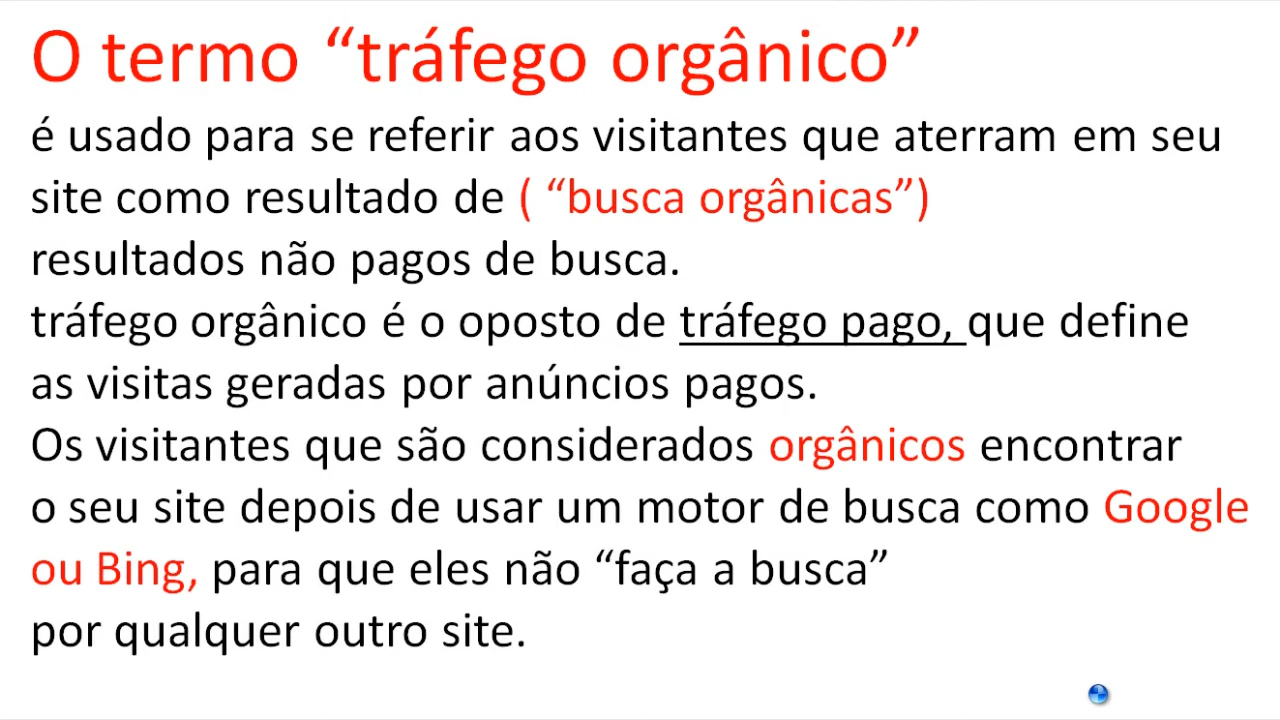 O termo “tráfego orgânico”
é usado para se referir aos visitantes que aterram em seu
site como resultado de ( “busca orgânicas”)
resultados não pagos de busca.
tráfego orgânico é o oposto de tráfego pago, que define
as visitas geradas por anúncios pagos.
Os visitantes que são considerados orgânicos encontrar
o seu site depois de usar um motor de busca como Google
ou Bing, para que eles não “faça a busca”
por qualquer outro site.